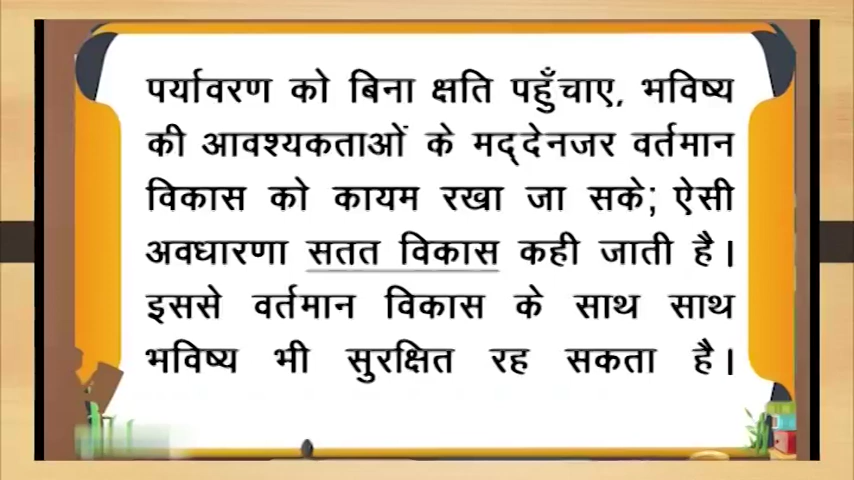 पर्यावरण को बिना क्षति पहुँचाए, भविष्य
की आवश्यकताओं के मद्देनजर वर्तमान
विकास को कायम रखा जा सके; ऐसी
अवधारणा सतत विकास कही जाती है।
इससे वर्तमान विकास के साथ साथ
भविष्य भी सुरक्षित रह सकता है।